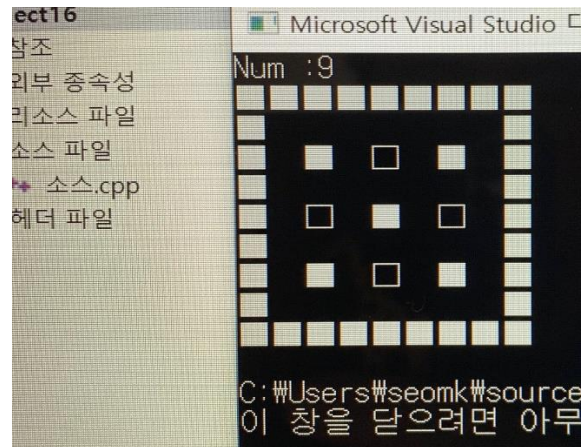 ect16
참조
외부 종속성
리소스 파일
소스 파일
++ 소스.cpp
헤더 파일
Microsoft Visual Studio
Num :9
C:₩Users₩seomk₩source
이 창을 닫으려면 아무